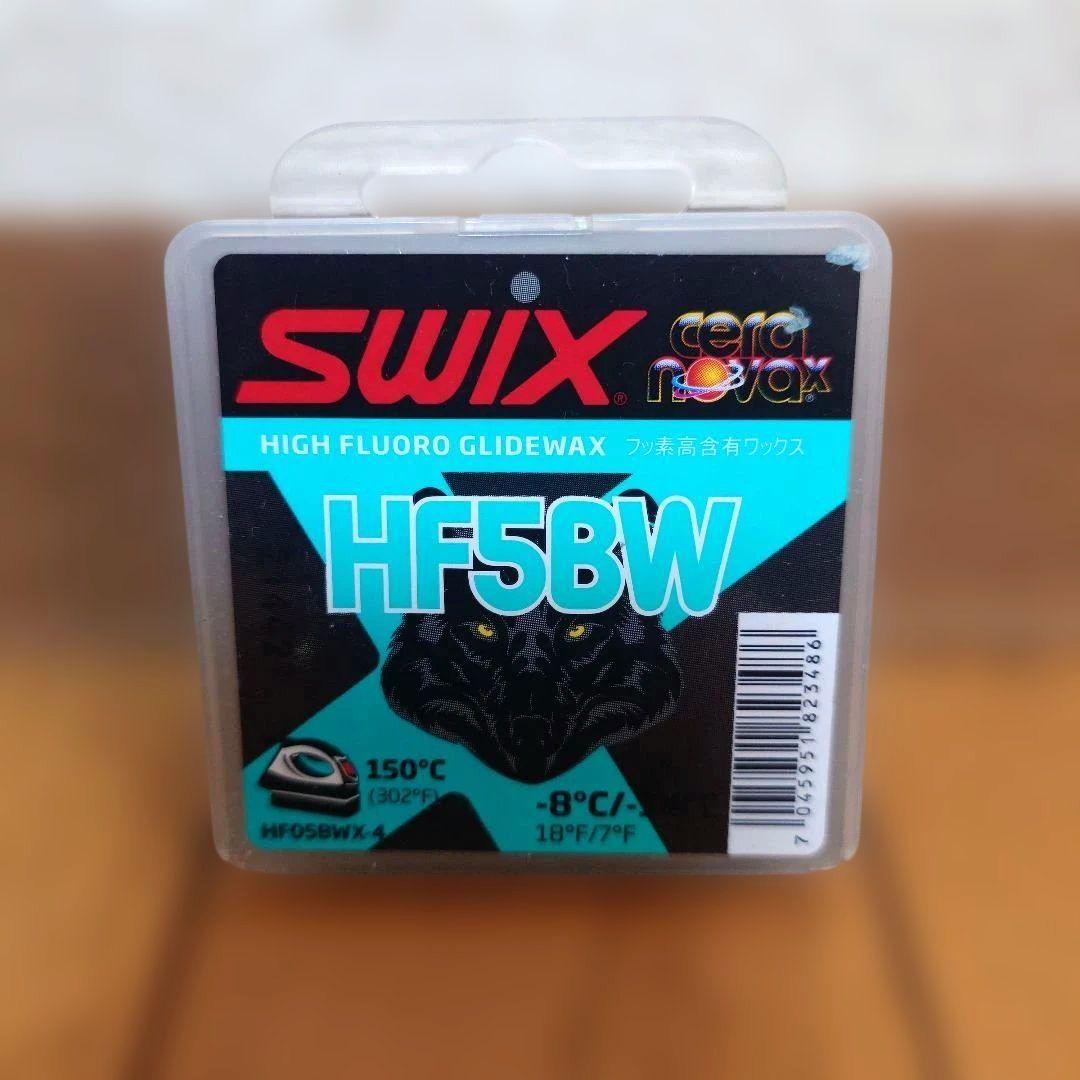 SWIX®
cera novax®
HIGH FLUORO GLIDEWAX フッ素高含有ワックス
HF5BW
150°C
(302°F)
HF05BWX-4
-8°C/
18°F/7°F
7 045951 823486